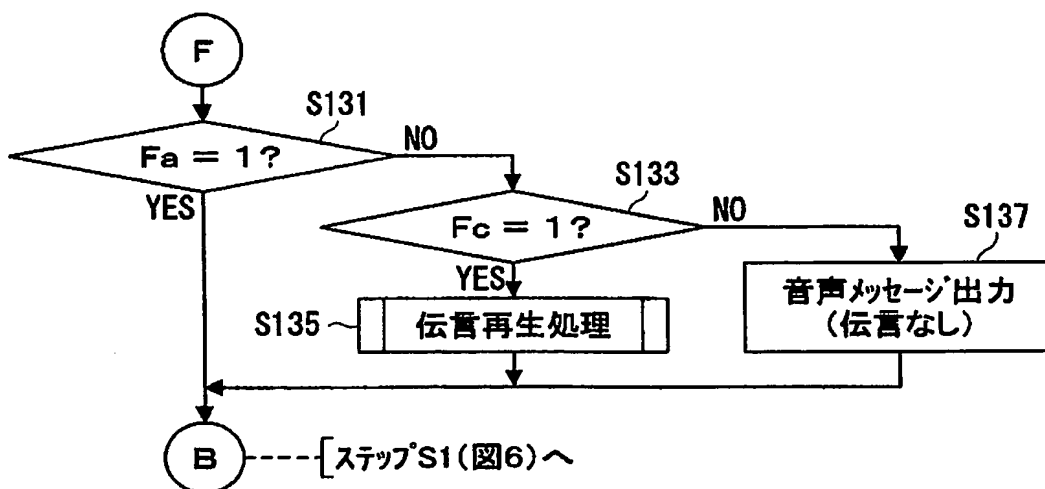 F
S131
Fa = 1?
NO
YES
S133
Fc = 1?
NO
YES
S137
音声メッセージ出力
(伝言なし)
S135
伝言再生処理
B
ステップS1(図6)へ